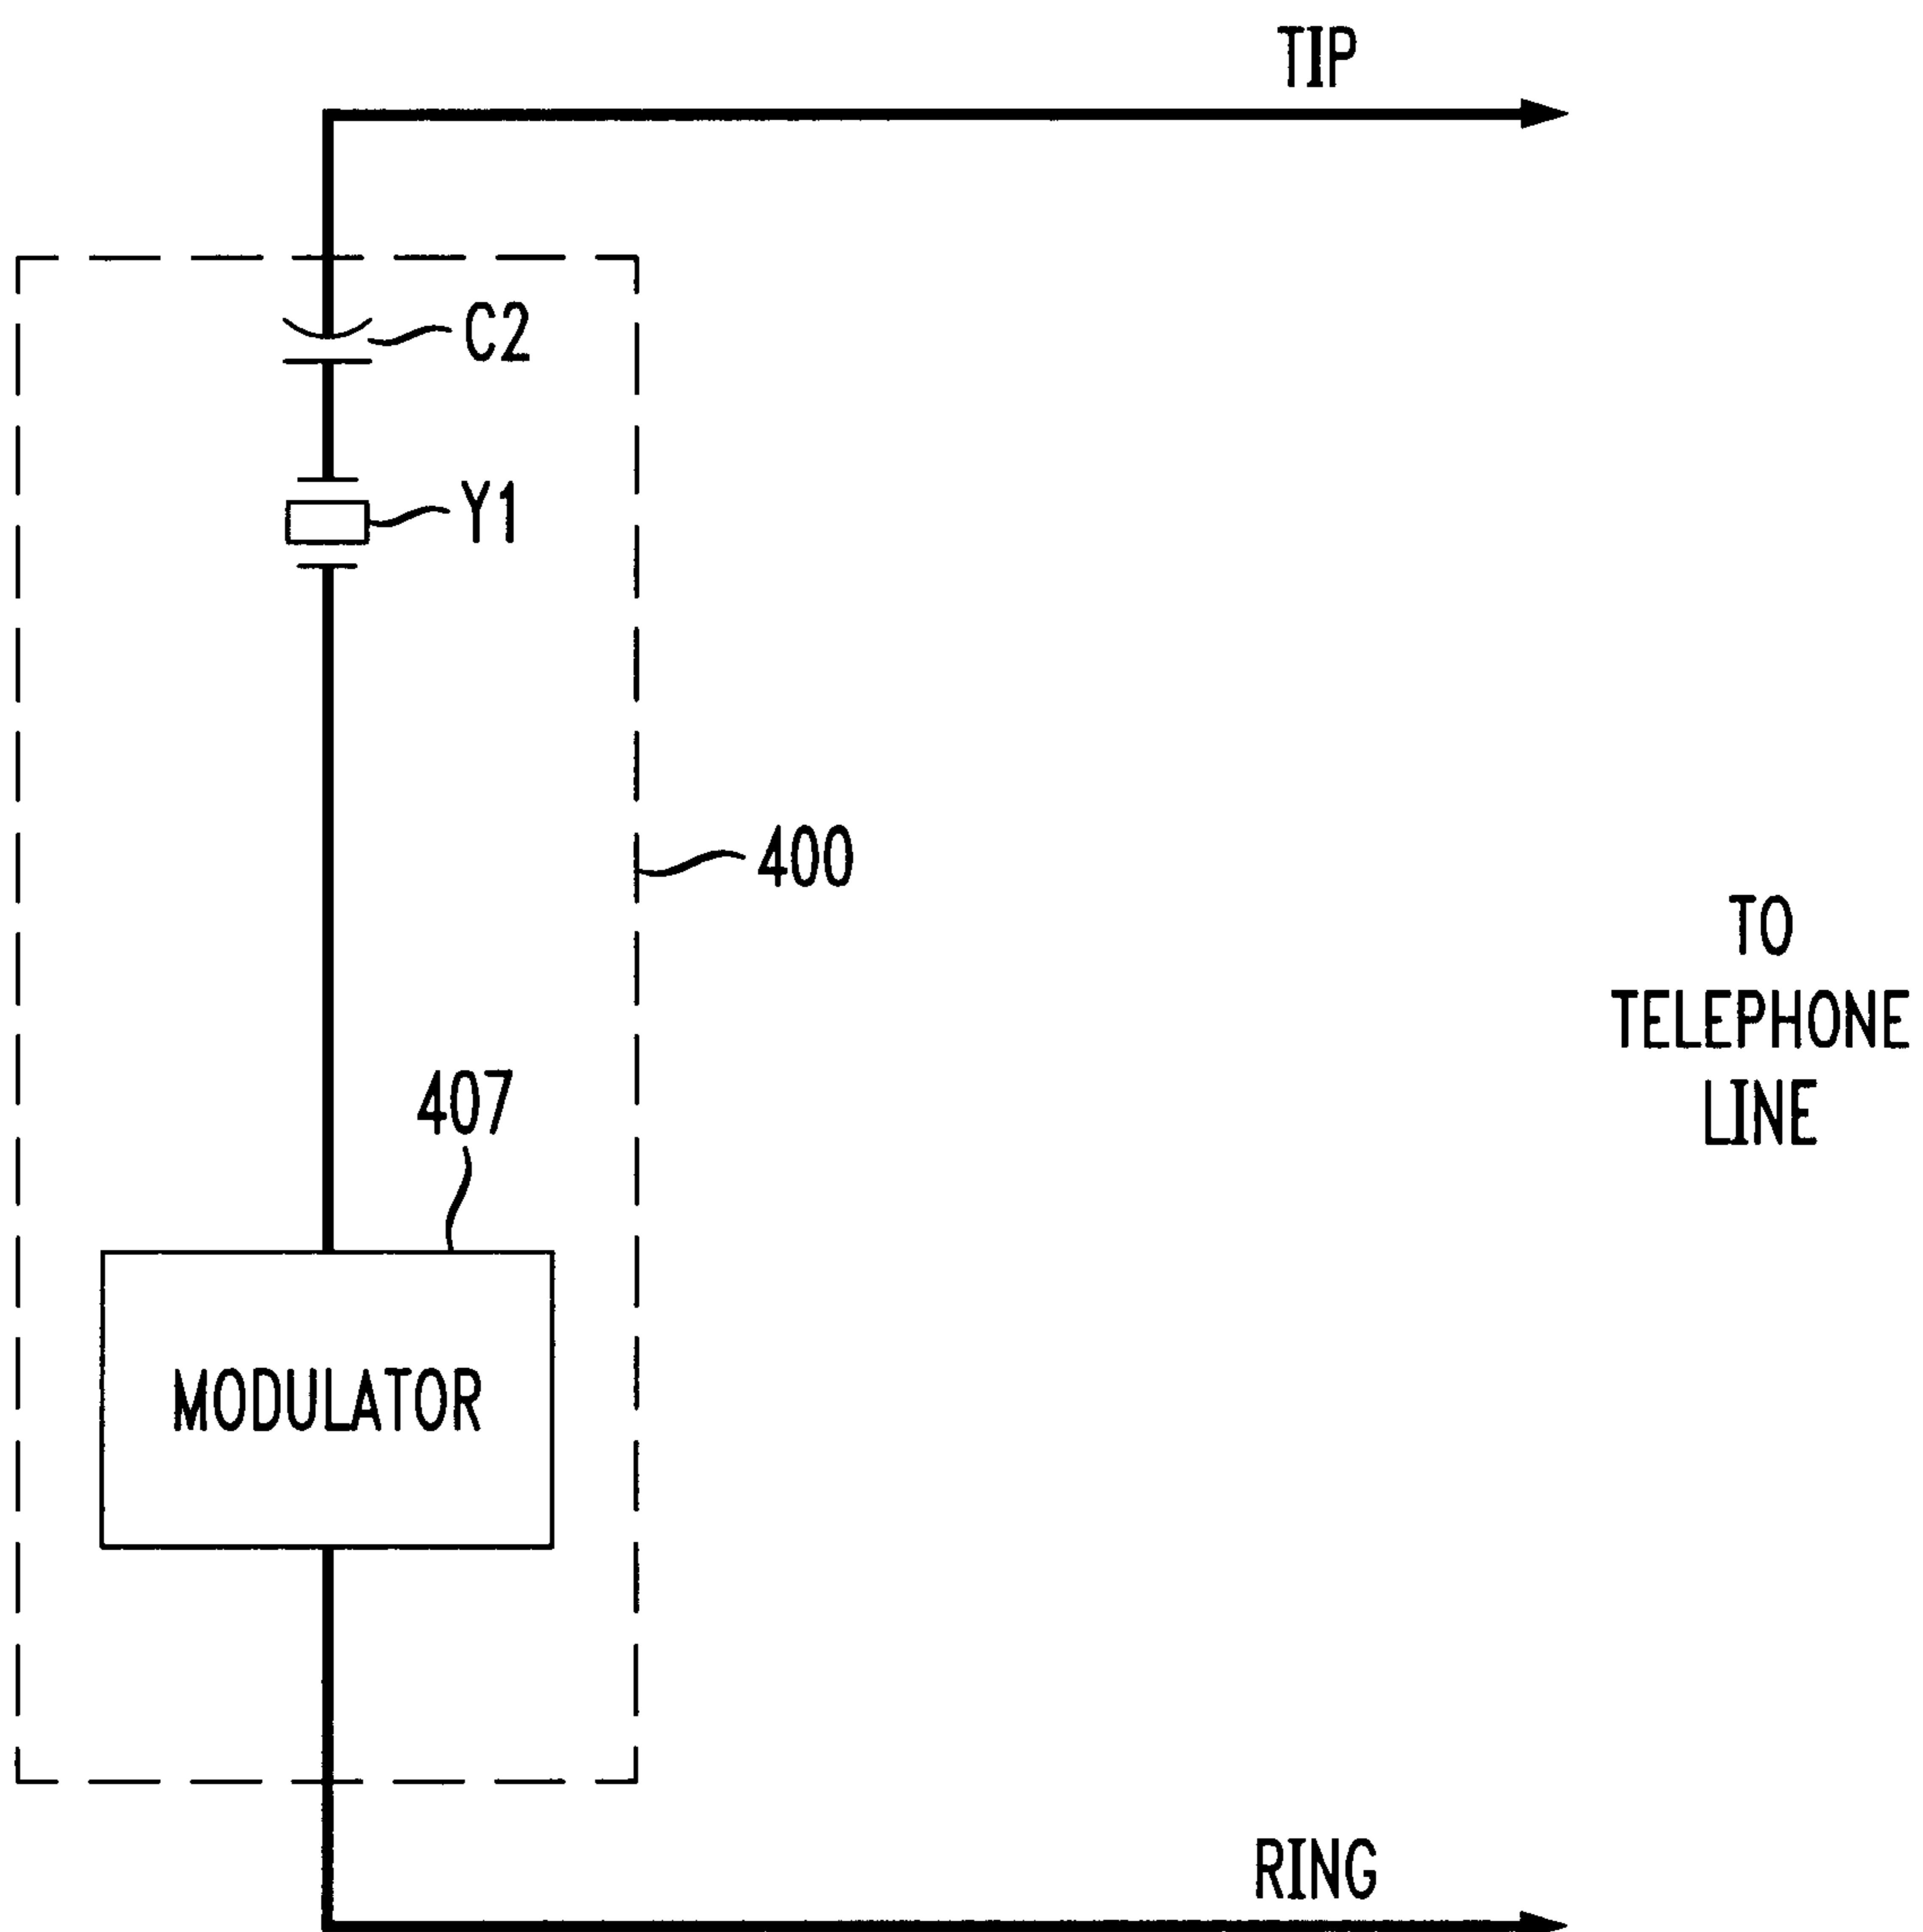 TIP
C2
Y1
400
TO
TELEPHONE
LINE
407
MODULATOR
RING